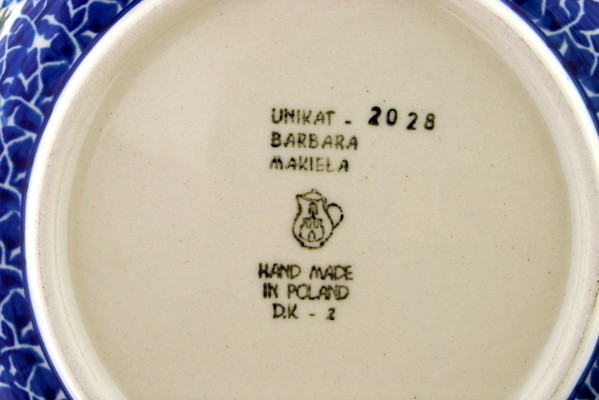 UNIKAT - 2028
BARBARA
MAKIEŁA
HAND MADE
IN POLAND
D.K - 2